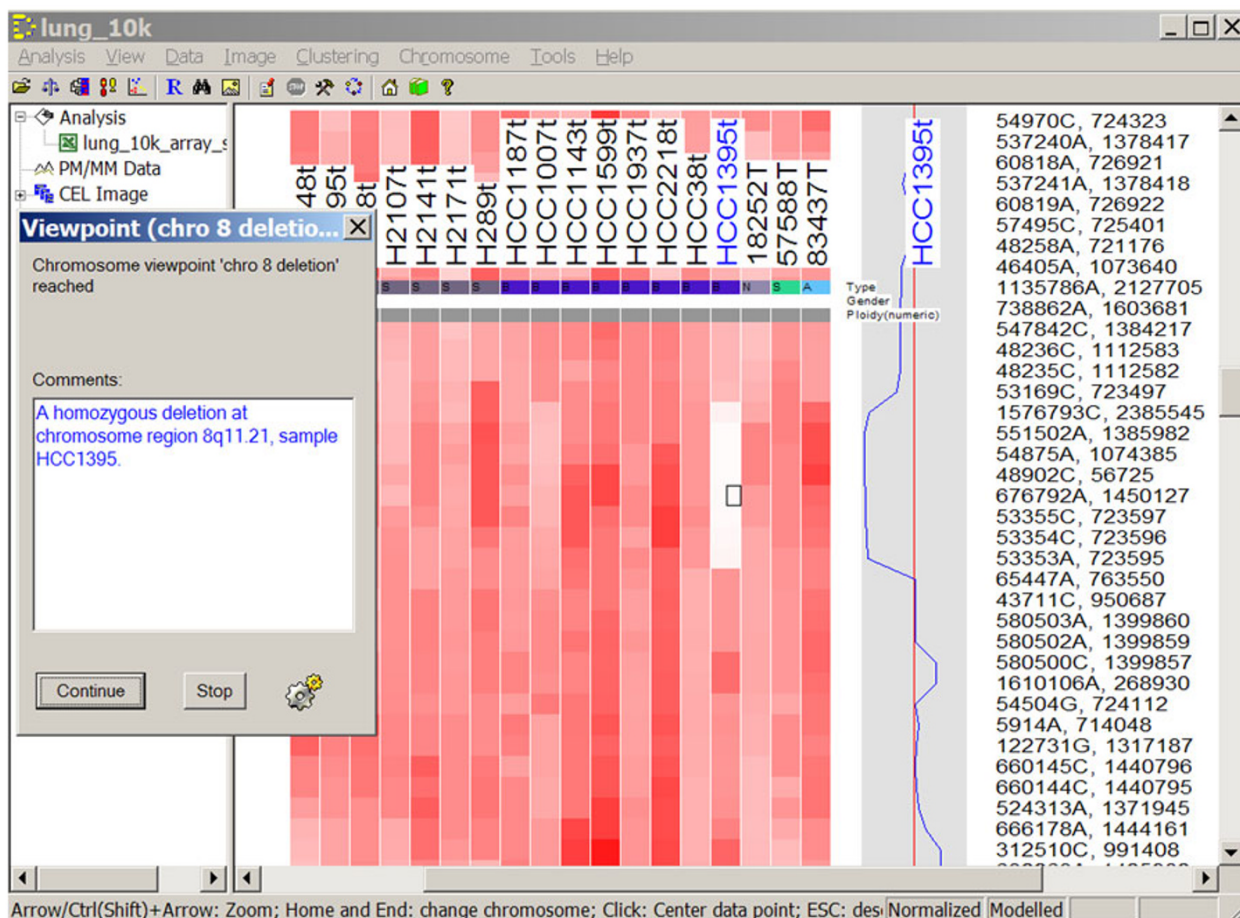 lung_10k
Analysis View Data Image Clustering Chromosome Tools Help
R
Analysis
lung_10k_array_s
PM/MM Data
CEL Image
Viewpoint (chro 8 deletio...
Chromosome viewpoint 'chro 8 deletion'
reached
Comments:
A homozygous deletion at
chromosome region 8q11.21, sample
HCC1395.
Continue Stop
48t
95t
8t
H2107t
H2141t
H2171t
H289t
HCC1187t
HCC1007t
HCC1143t
HCC1599t
HCC1937t
HCC2218t
HCC38t
HCC1395t
18252T
57588T
83437T
S S S S B B B B B B B B N S A
Type
Gender
Ploidy(numeric)
HCC1395t
54970C, 724323
537240A, 1378417
60818A, 726921
537241A, 1378418
60819A, 726922
57495C, 725401
48258A, 721176
46405A, 1073640
1135786A, 2127705
738862A, 1603681
547842C, 1384217
48236C, 1112583
48235C, 1112582
53169C, 723497
1576793C, 2385545
551502A, 1385982
54875A, 1074385
48902C, 56725
676792A, 1450127
53355C, 723597
53354C, 723596
53353A, 723595
65447A, 763550
43711C, 950687
580503A, 1399860
580502A, 1399859
580500C, 1399857
1610106A, 268930
54504G, 724112
5914A, 714048
122731G, 1317187
660145C, 1440796
660144C, 1440795
524313A, 1371945
666178A, 1444161
312510C, 991408
Arrow/Ctrl(Shift)+Arrow: Zoom; Home and End: change chromosome; Click: Center data point; ESC: des Normalized Modelled